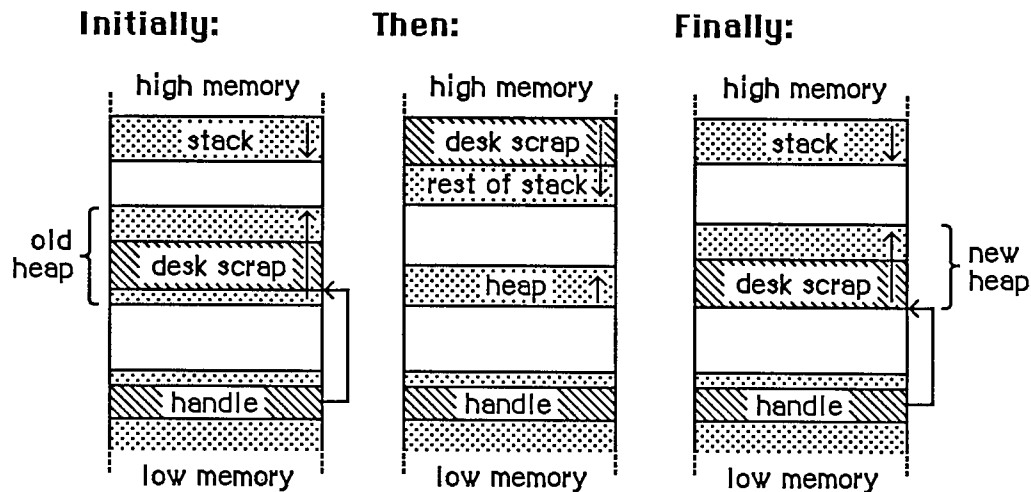 Initially:
high memory
stack
old
heap
desk scrap
handle
low memory
Then:
high memory
desk scrap
rest of stack
heap
handle
low memory
Finally:
high memory
stack
new
heap
desk scrap
handle
low memory